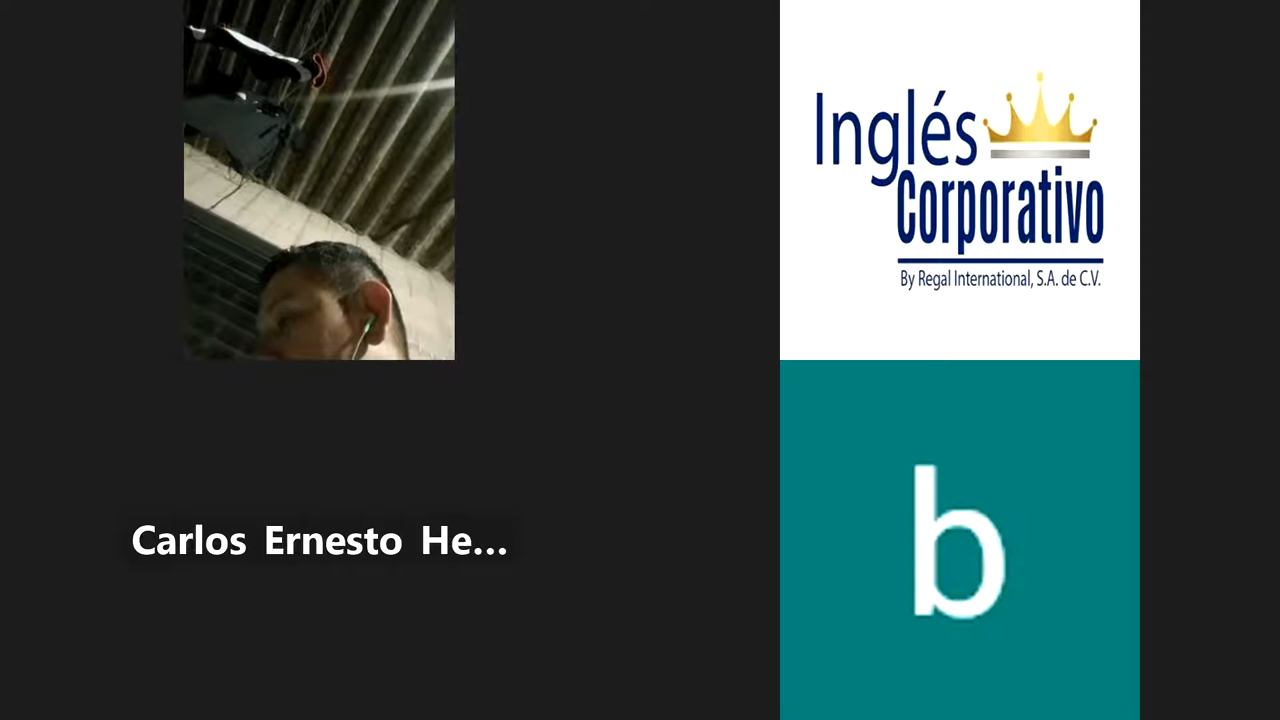 Inglés
Corporativo
By Regal International, S.A. de C.V.
Carlos Ernesto He...
b